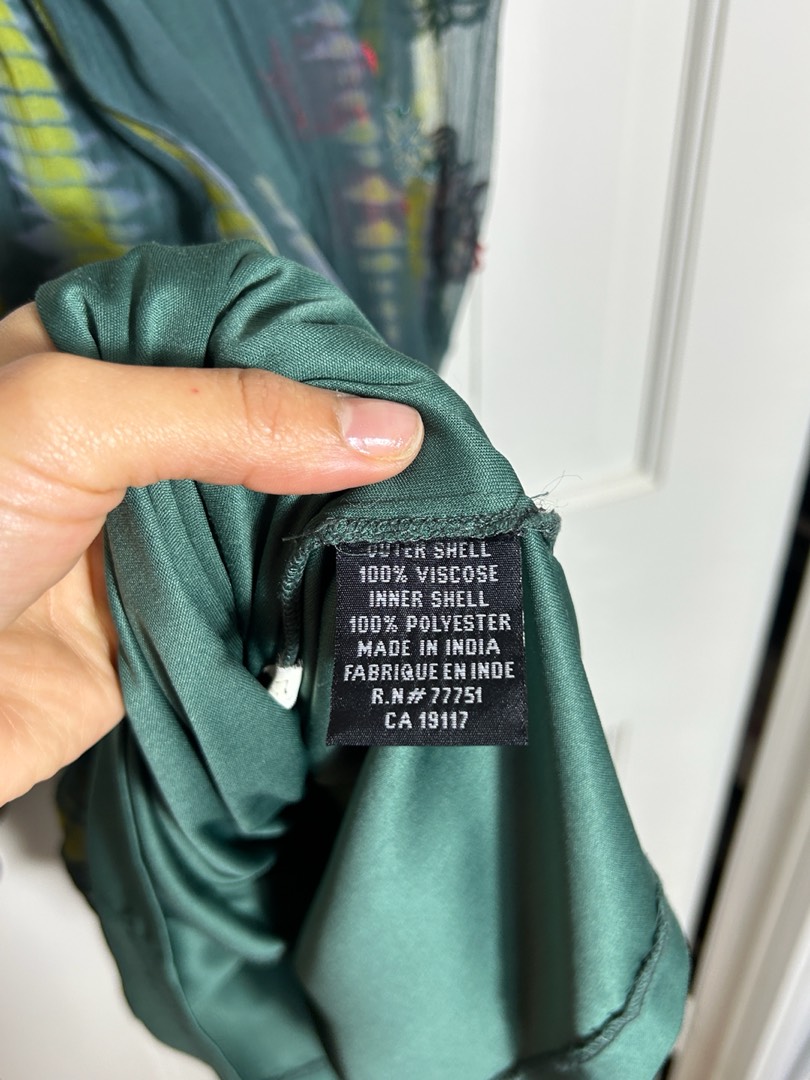 OUTER SHELL
100% VISCOSE
INNER SHELL
100% POLYESTER
MADE IN INDIA
FABRIQUE EN INDE
R.N# 77751
CA 19117